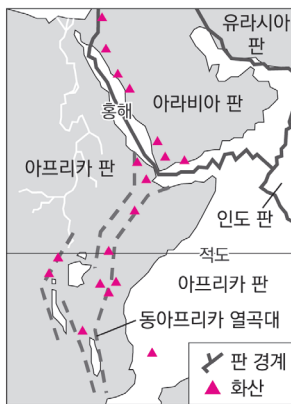 유라시아
판
홍해
아라비아 판
아프리카 판
인도 판
적도
아프리카 판
동아프리카 열곡대
판 경계
화산